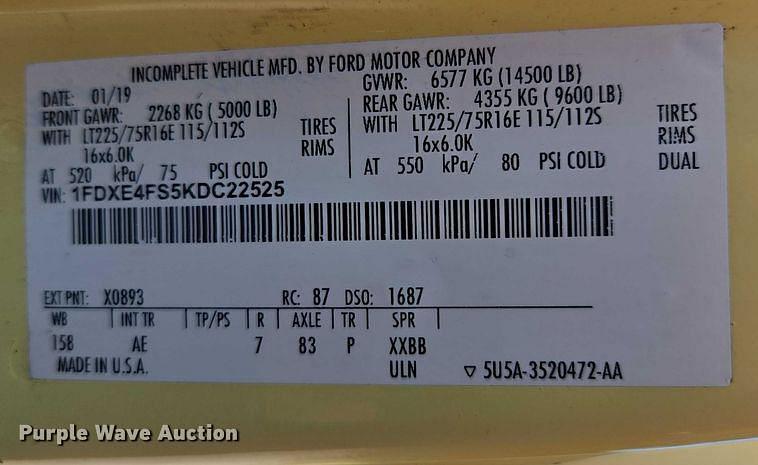 INCOMPLETE VEHICLE MFD. BY FORD MOTOR COMPANY
DATE: 01/19
GVWR: 6577 KG (14500 LB)
FRONT GAWR: 2268 KG ( 5000 LB)
REAR GAWR: 4355 KG ( 9600 LB)
WITH LT225/75R16E 115/112S TIRES
WITH LT225/75R16E 115/112S TIRES
16x6.0K RIMS
16x6.0K RIMS
AT 520 kPa/ 75 PSI COLD
AT 550 kPa/ 80 PSI COLD DUAL
VIN: 1FDXE4FS5KDC22525
EXT PNT: X0893 RC: 87 DSO: 1687
WB | INT TR | TP/PS | R | AXLE | TR | SPR |
158 AE 7 83 P XXBB
MADE IN U.S.A. ULN ▽ 5U5A-3520472-AA
Purple Wave Auction